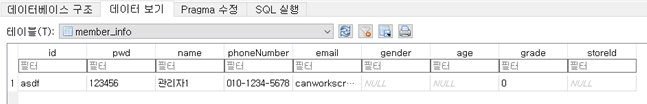 데이터베이스 구조 데이터 보기 Pragma 수정 SQL 실행
테이블(T): member_info
id pwd name phoneNumber email gender age grade storeId
필터 필터 필터 필터 필터 필터 필터 필터 필터
1 asdf 123456 관리자1 010-1234-5678 canworkscr… NULL NULL 0 NULL